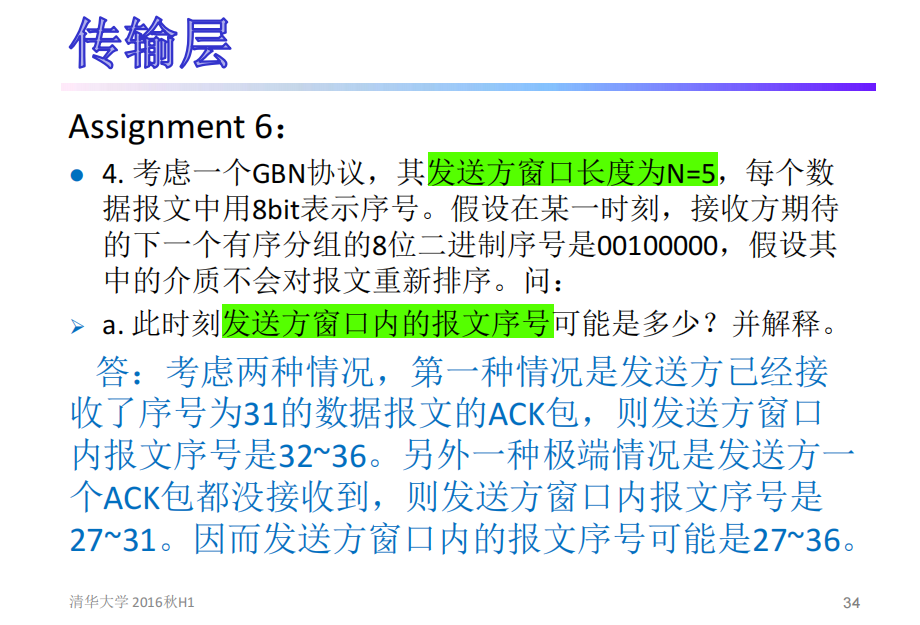 传输层
Assignment 6：
• 4. 考虑一个GBN协议，其发送方窗口长度为N=5，每个数
据报文中用8bit表示序号。假设在某一时刻，接收方期待
的下一个有序分组的8位二进制序号是00100000，假设其
中的介质不会对报文重新排序。问：
➢ a. 此时刻发送方窗口内的报文序号可能是多少？并解释。
答：考虑两种情况，第一种情况是发送方已经接
收了序号为31的数据报文的ACK包，则发送方窗口
内报文序号是32~36。另外一种极端情况是发送方一
个ACK包都没接收到，则发送方窗口内报文序号是
27~31。因而发送方窗口内的报文序号可能是27~36。
清华大学 2016秋H1
34